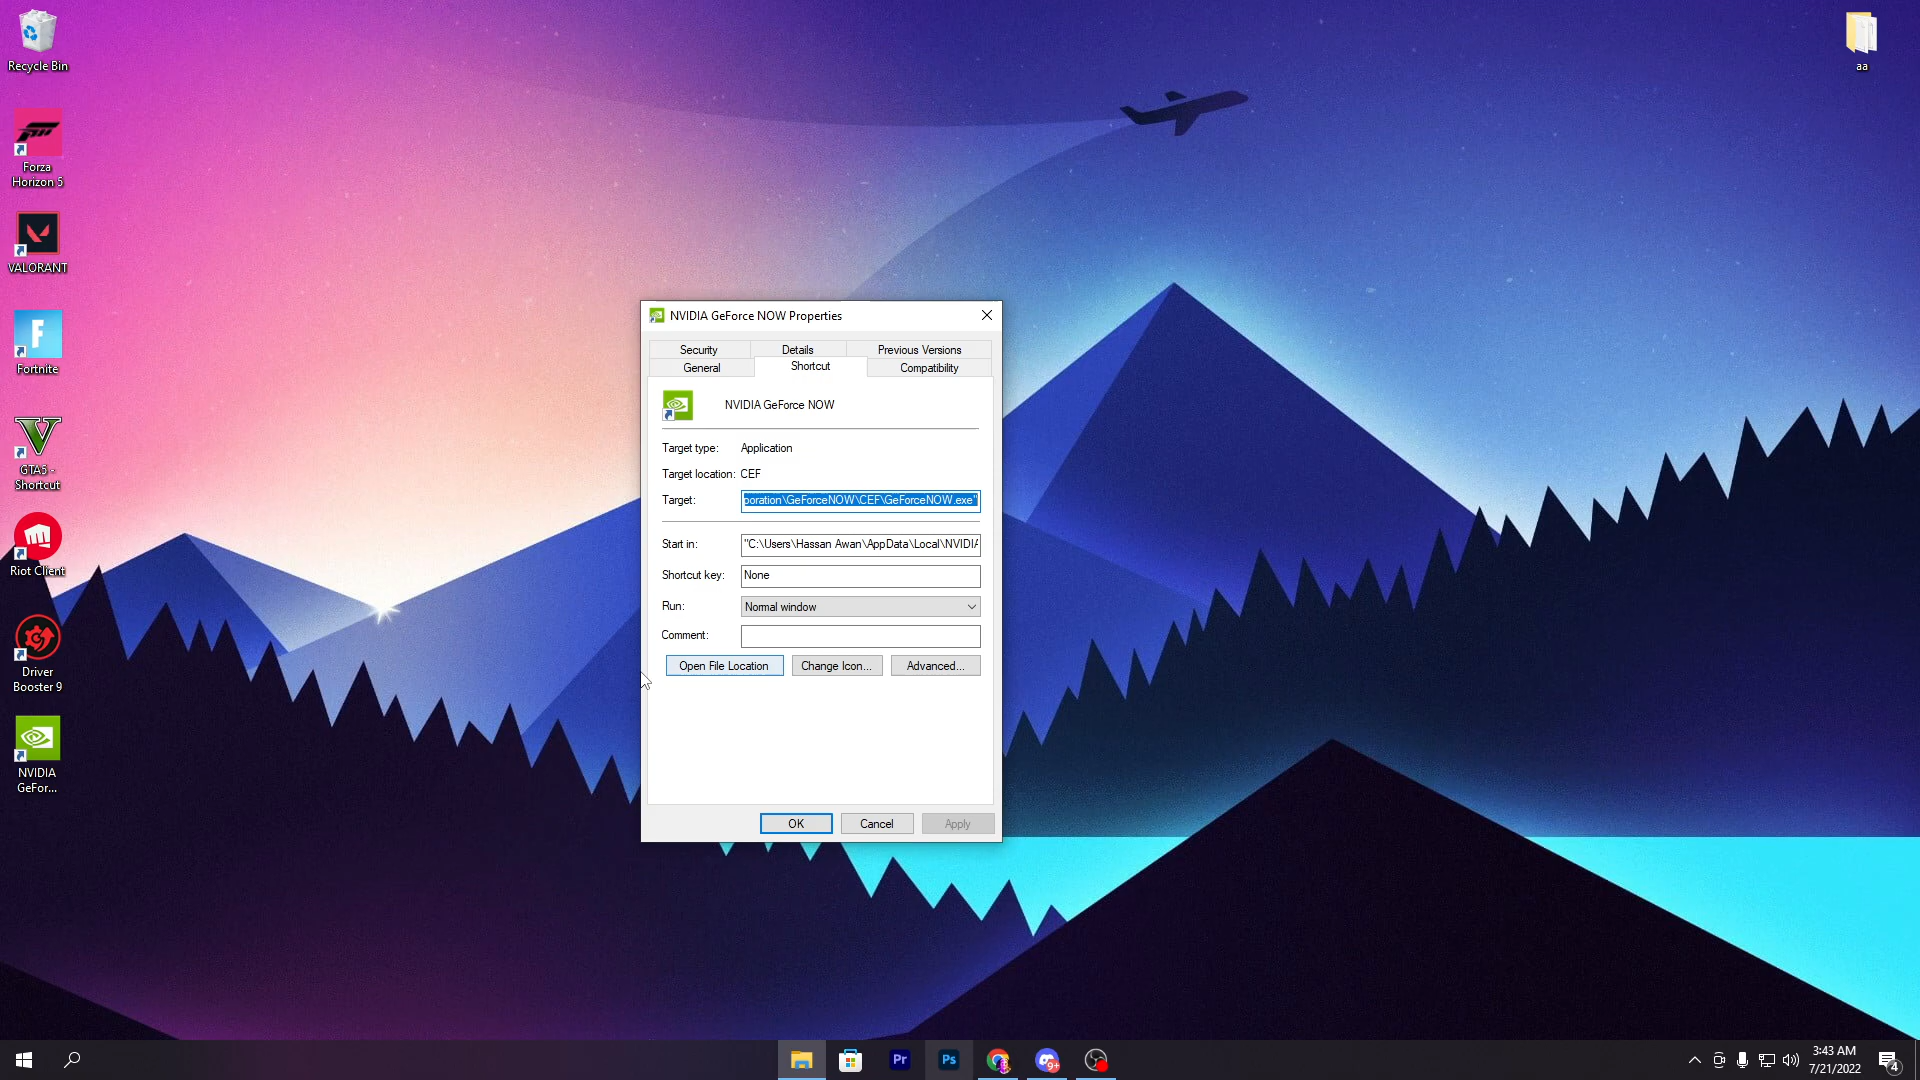 Recycle Bin
aa
Forza
Horizon 5
VALORANT
Fortnite
GTA5 -
Shortcut
Riot Client
Driver
Booster 9
NVIDIA
GeFor...
NVIDIA GeForce NOW Properties
Security
Details
Previous Versions
General
Shortcut
Compatibility
NVIDIA GeForce NOW
Target type:
Application
Target location:
CEF
Target:
poration\GeForceNOW\CEF\GeForceNOW.exe"
Start in:
"C:\Users\Hassan Awan\AppData\Local\NVIDIA
Shortcut key:
None
Run:
Normal window
Comment:
Open File Location
Change Icon...
Advanced...
OK
Cancel
Apply
Pr
Ps
9+
3:43 AM
7/21/2022
4